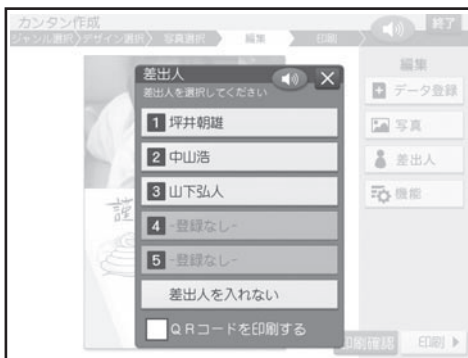 カンタン作成
終了
ジャンル選択 デザイン選択 写真選択 編集 印刷
差出人
差出人を選択してください
1 坪井朝雄
2 中山浩
3 山下弘人
4 -登録なし-
5 -登録なし-
差出人を入れない
QRコードを印刷する
編集
データ登録
写真
差出人
機能
謹
印刷確認
印刷